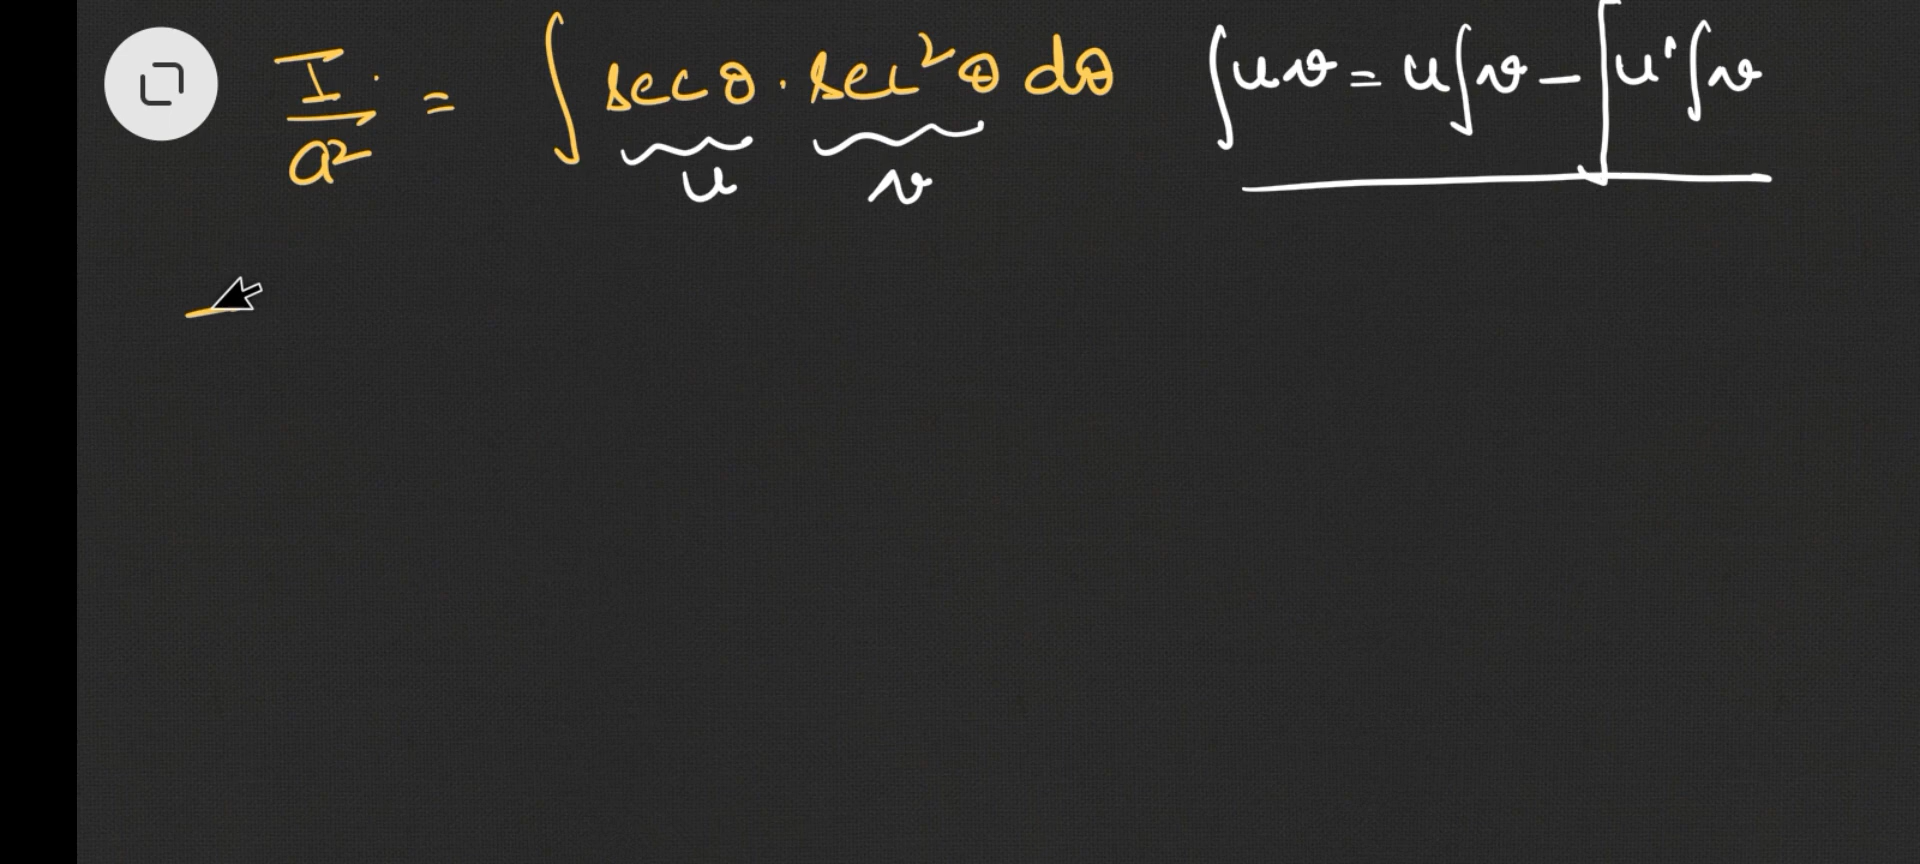 I/a² = ∫ secθ · sec²θ dθ   ∫uv = u∫v − ∫u'∫v
u   v